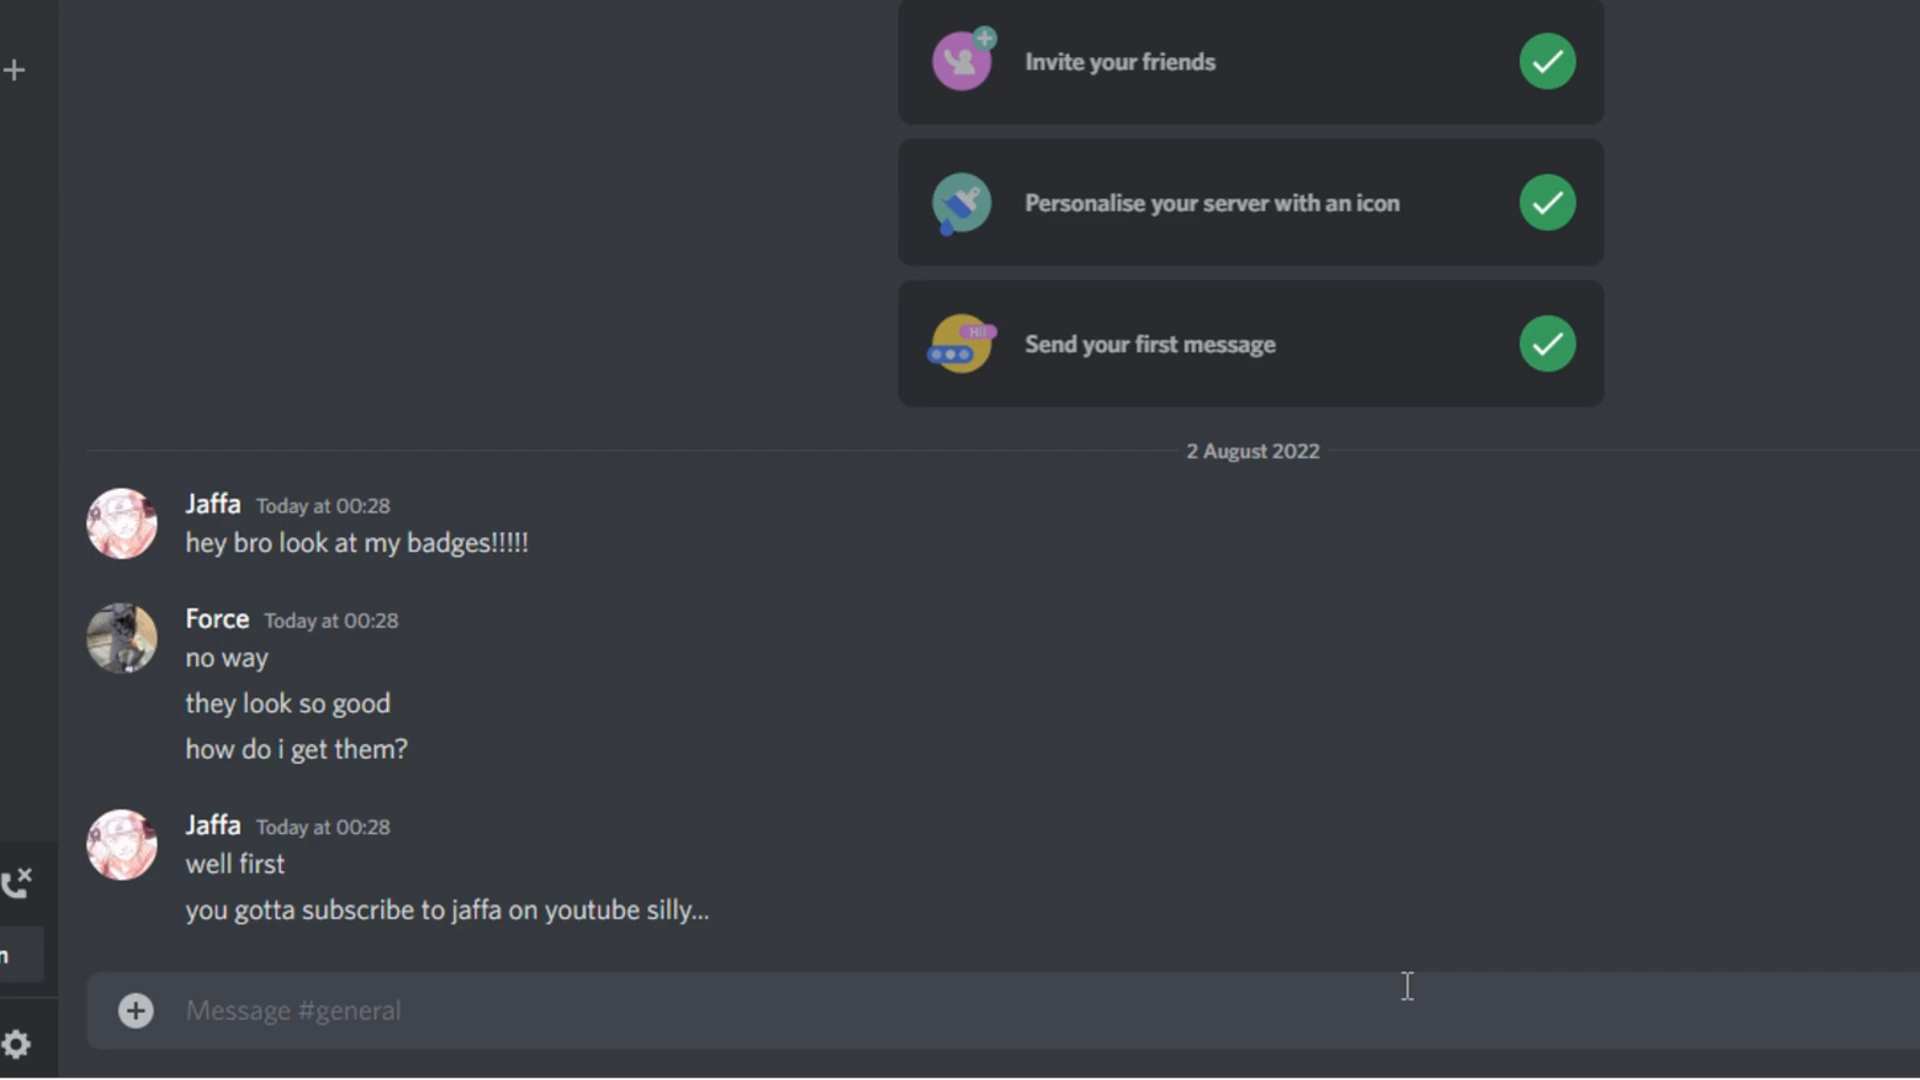 Invite your friends
Personalise your server with an icon
HI!
Send your first message
2 August 2022
Jaffa Today at 00:28
hey bro look at my badges!!!!!
Force Today at 00:28
no way
they look so good
how do i get them?
Jaffa Today at 00:28
well first
you gotta subscribe to jaffa on youtube silly...
n
Message #general